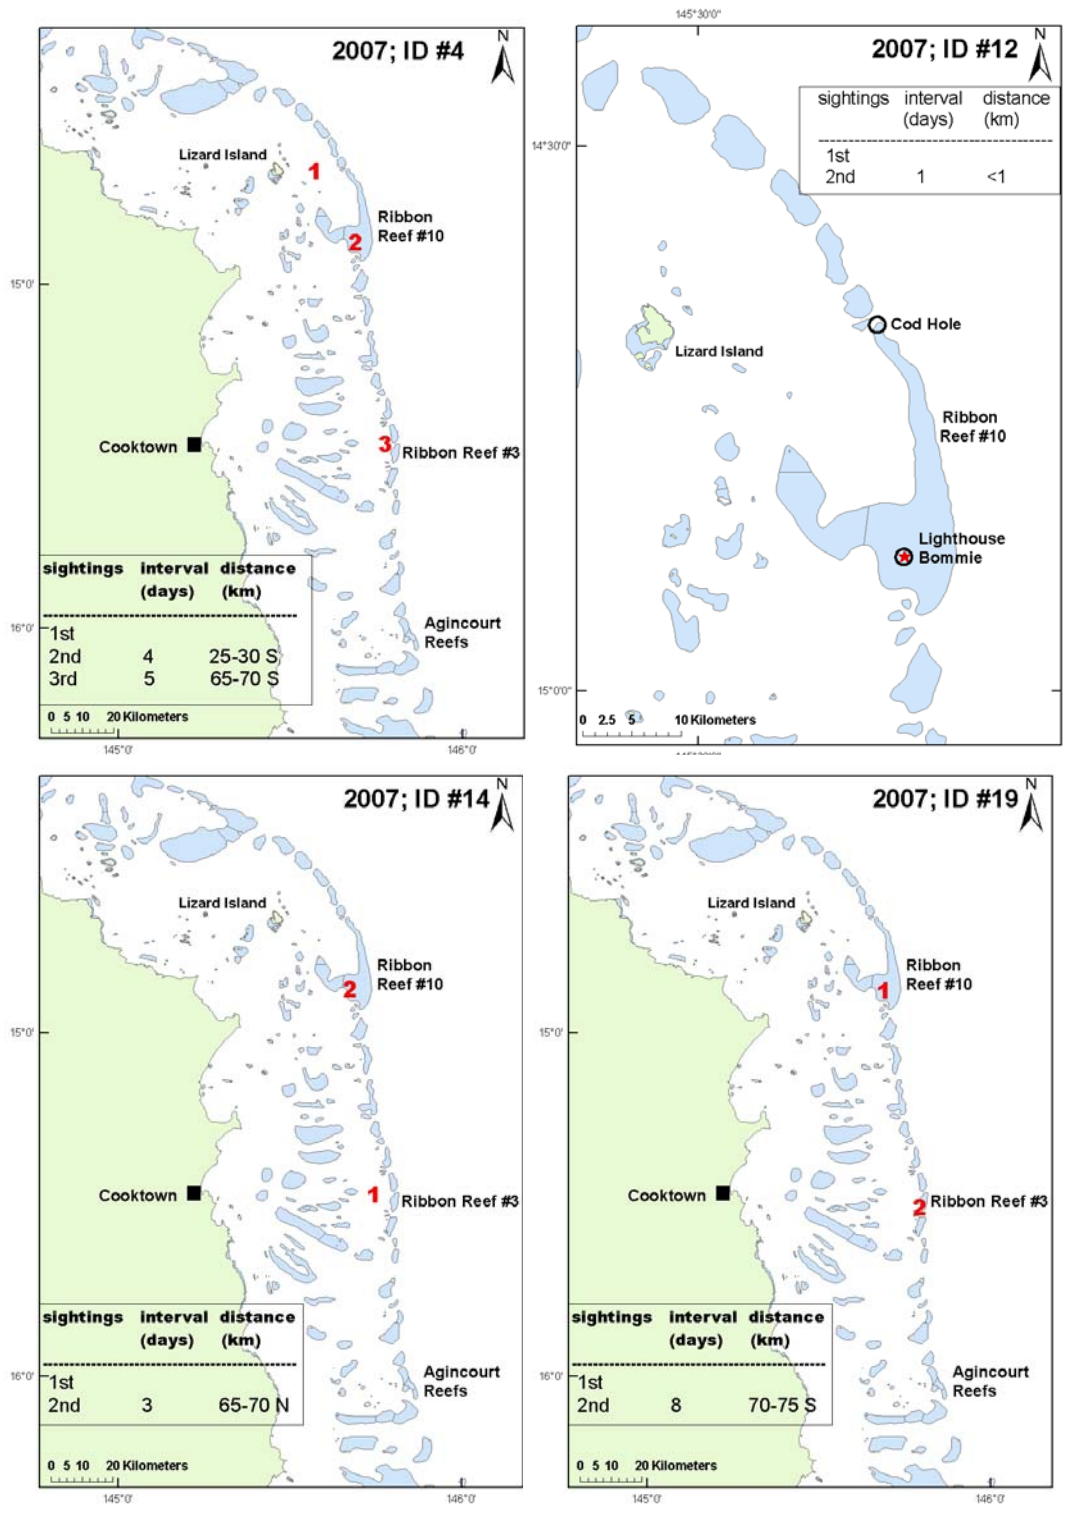 2007; ID #4
N
Lizard Island
1
Ribbon
Reef #10
2
15°0'
3
Cooktown
Ribbon Reef #3
sightings interval distance
(days) (km)
1st
2nd 4 25-30 S
3rd 5 65-70 S
Agincourt
Reefs
16°0'
0 5 10 20 Kilometers
145°0' 146°0'
145°30'0"
2007; ID #12
N
sightings interval distance
(days) (km)
1st
2nd 1 <1
14°30'0"
Cod Hole
Lizard Island
Ribbon
Reef #10
Lighthouse
Bommie
15°0'0"
0 2.5 5 10 Kilometers
2007; ID #14
N
Lizard Island
Ribbon
Reef #10
2
15°0'
1
Cooktown
Ribbon Reef #3
sightings interval distance
(days) (km)
1st
2nd 3 65-70 N
Agincourt
Reefs
16°0'
0 5 10 20 Kilometers
145°0' 146°0'
2007; ID #19
N
Lizard Island
Ribbon
Reef #10
1
15°0'
Cooktown
2
Ribbon Reef #3
sightings interval distance
(days) (km)
1st
2nd 8 70-75 S
Agincourt
Reefs
16°0'
0 5 10 20 Kilometers
145°0' 146°0'